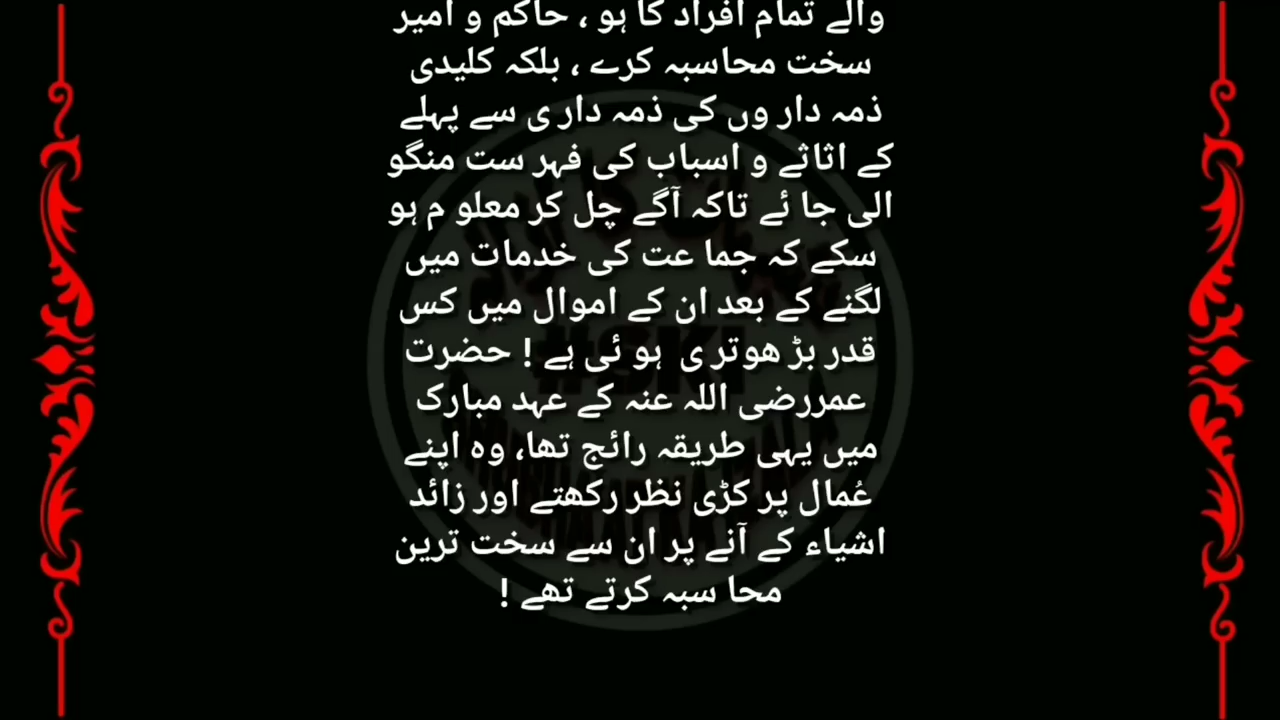 والے تمام افراد کا ہو ، حاکم و امیر
سخت محاسبہ کرے ، بلکہ کلیدی
ذمہ دار وں کی ذمہ دار ی سے پہلے
کے اثاثے و اسباب کی فہر ست منگو
الی جا ئے تاکہ آگے چل کر معلو م ہو
سکے کہ جما عت کی خدمات میں
لگنے کے بعد ان کے اموال میں کس
قدر بڑ ھوتر ی ہو ئی ہے ! حضرت
عمررضی اللہ عنہ کے عہد مبارک
میں یہی طریقہ رائج تھا، وہ اپنے
عُمال پر کڑی نظر رکھتے اور زائد
اشیاء کے آنے پر ان سے سخت ترین
محا سبہ کرتے تھے !
#SKI